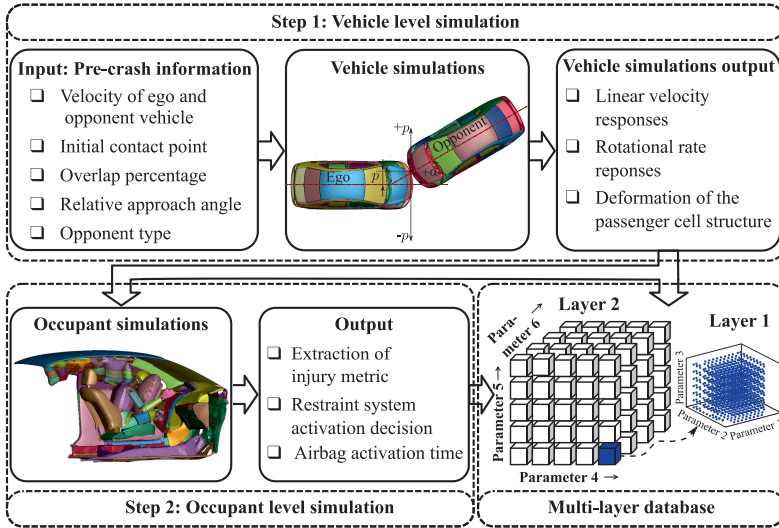 Step 1: Vehicle level simulation
Input: Pre-crash information
❑ Velocity of ego and
opponent vehicle
❑ Initial contact point
❑ Overlap percentage
❑ Relative approach angle
❑ Opponent type
Vehicle simulations
+p
Opponent
Ego
p
+α
-p
Vehicle simulations output
❑ Linear velocity
responses
❑ Rotational rate
reponses
❑ Deformation of the
passenger cell structure
Occupant simulations
Output
❑ Extraction of
injury metric
❑ Restraint system
activation decision
❑ Airbag activation time
Step 2: Occupant level simulation
Layer 2
Para-
meter 6 →
Parameter 5 →
Parameter 4 →
Layer 1
Parameter 3
Parameter 2
Parameter
Multi-layer database